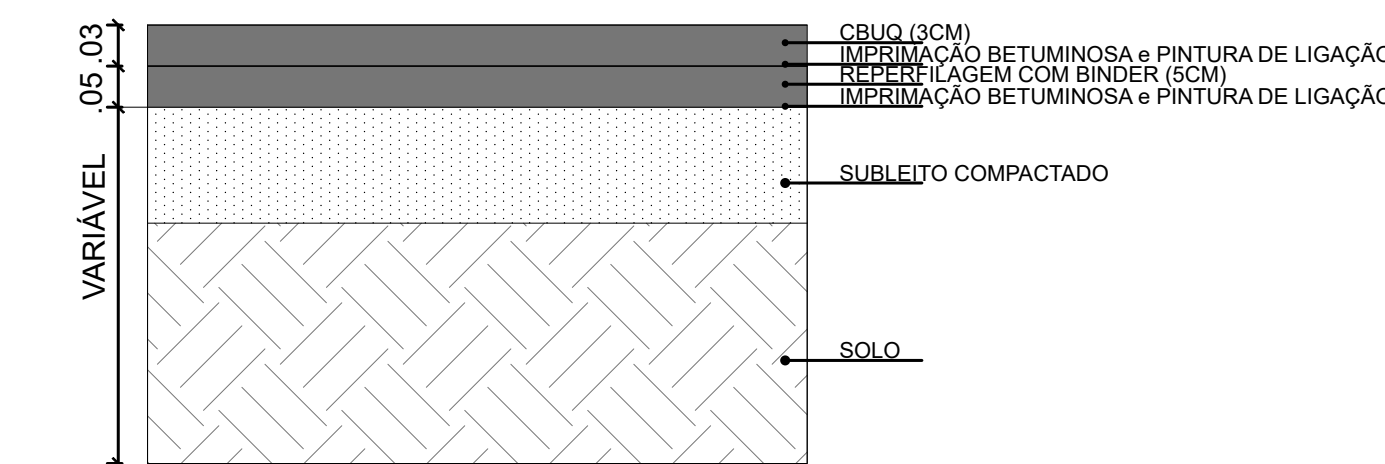 .03
CBUQ (3CM)
IMPRIMAÇÃO BETUMINOSA e PINTURA DE LIGAÇÃO
.05
REPERFILAGEM COM BINDER (5CM)
IMPRIMAÇÃO BETUMINOSA e PINTURA DE LIGAÇÃO
VARIÁVEL
SUBLEITO COMPACTADO
SOLO